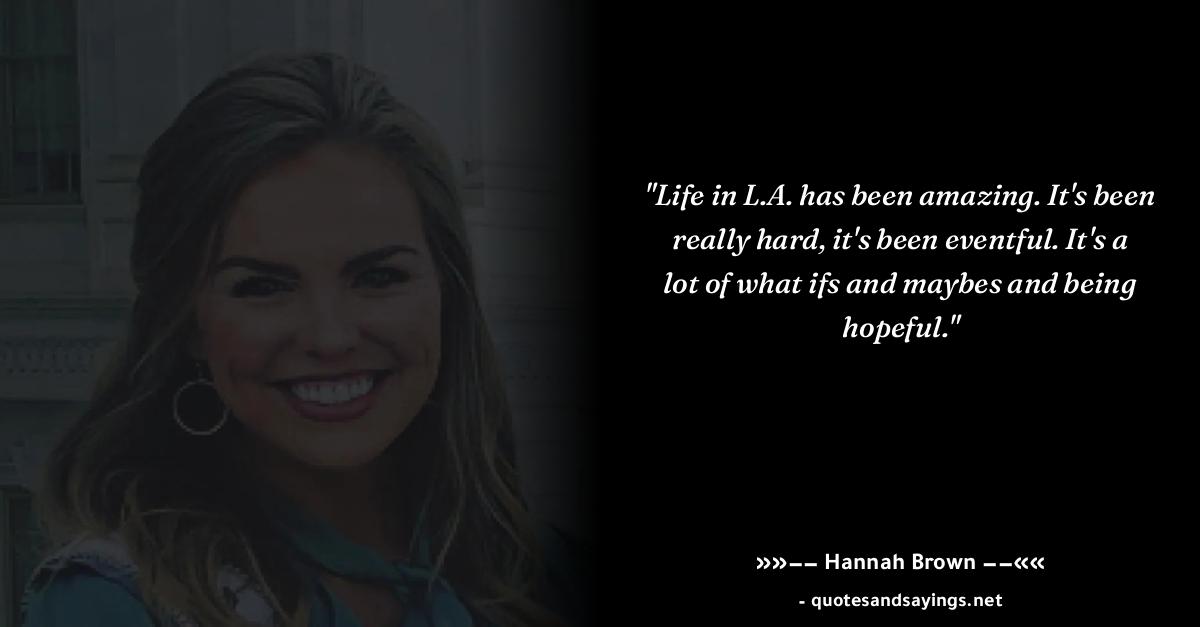 "Life in L.A. has been amazing. It's been
really hard, it's been eventful. It's a
lot of what ifs and maybes and being
hopeful."
»»−− Hannah Brown −−««
- quotesandsayings.net